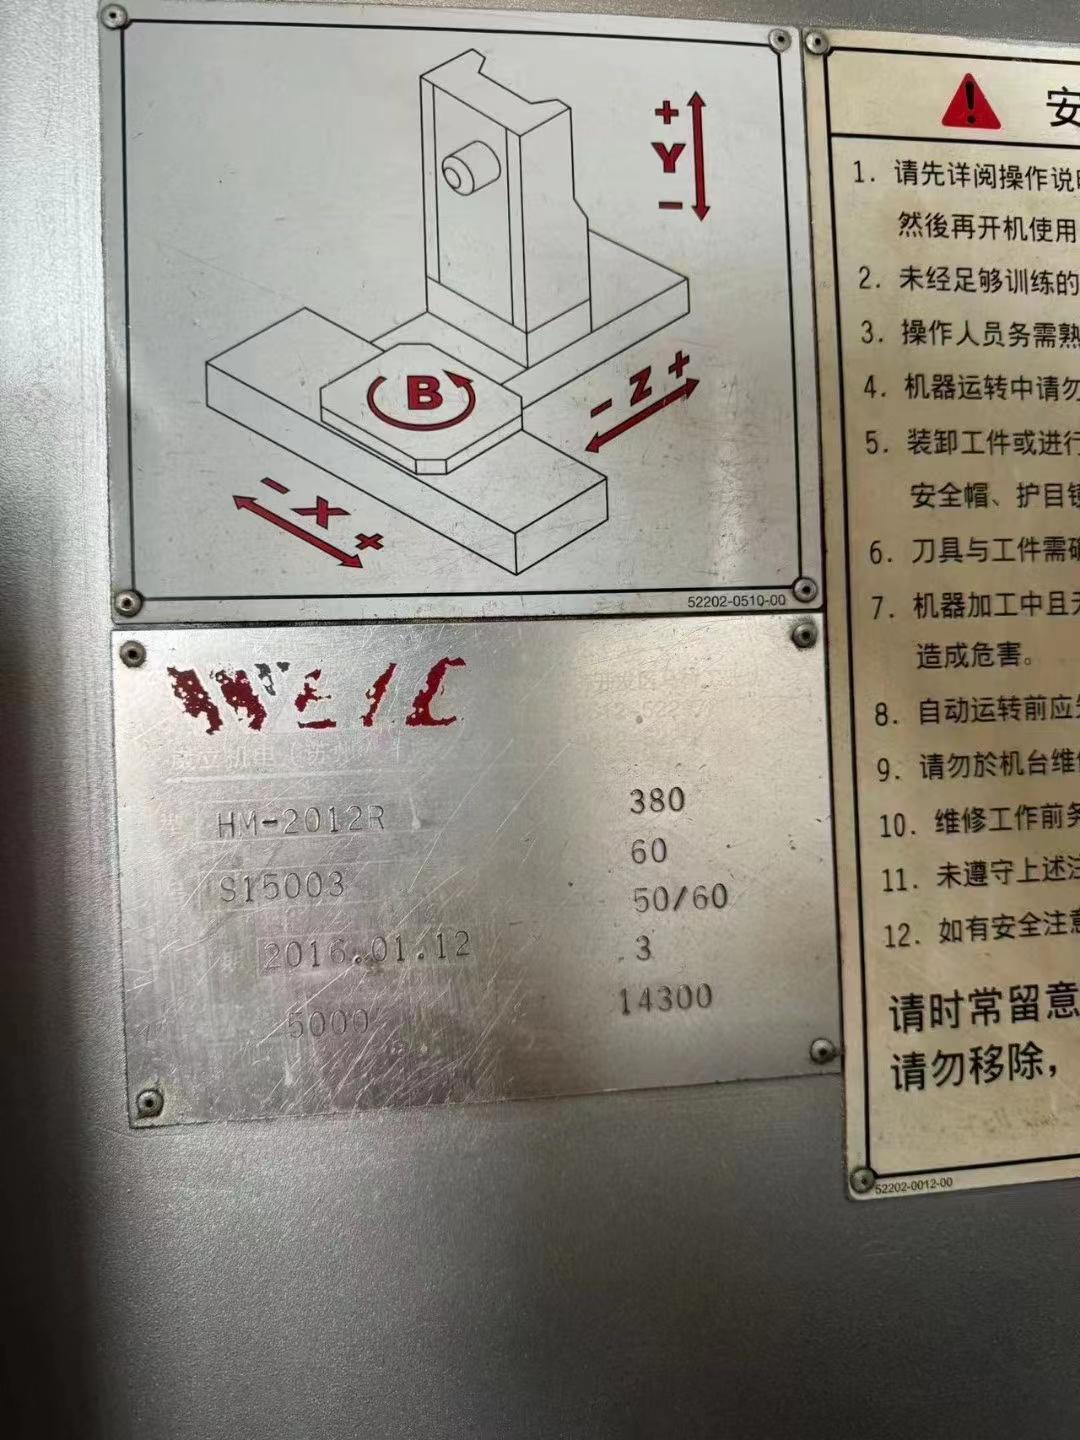 +
Y
-
B
- Z +
- X +
52202-0510-00
HM-2012R
S15003
2016.01.12
5000
380
60
50/60
3
14300
安
1. 请先详阅操作说
然後再开机使用
2. 未经足够训练的
3. 操作人员务需熟
4. 机器运转中请勿
5. 装卸工件或进行
安全帽、护目镜
6. 刀具与工件需确
7. 机器加工中且
造成危害。
8. 自动运转前应
9. 请勿於机台维
10. 维修工作前务
11. 未遵守上述注
12. 如有安全注意
请时常留意
请勿移除，
52202-0012-00